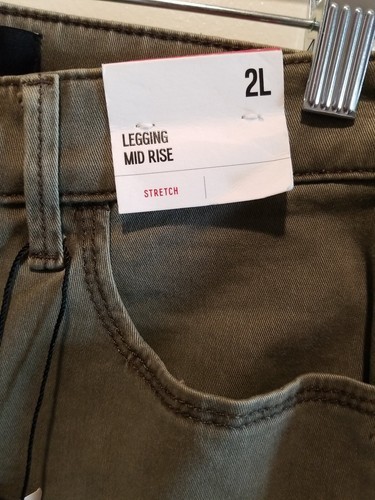 2L
LEGGING
MID RISE
STRETCH